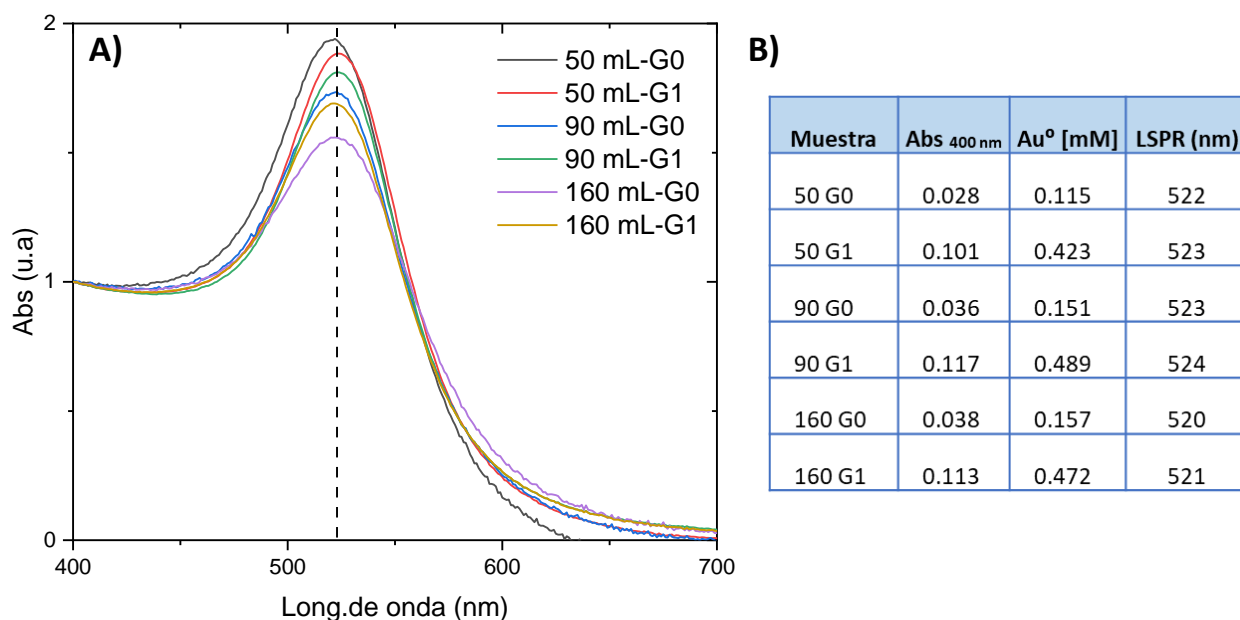 A)
2
1
0
Abs (u.a)
400
500
600
700
Long.de onda (nm)
50 mL-G0
50 mL-G1
90 mL-G0
90 mL-G1
160 mL-G0
160 mL-G1
B)
Muestra Abs 400 nm Au⁰ [mM] LSPR (nm)
50 G0 0.028 0.115 522
50 G1 0.101 0.423 523
90 G0 0.036 0.151 523
90 G1 0.117 0.489 524
160 G0 0.038 0.157 520
160 G1 0.113 0.472 521